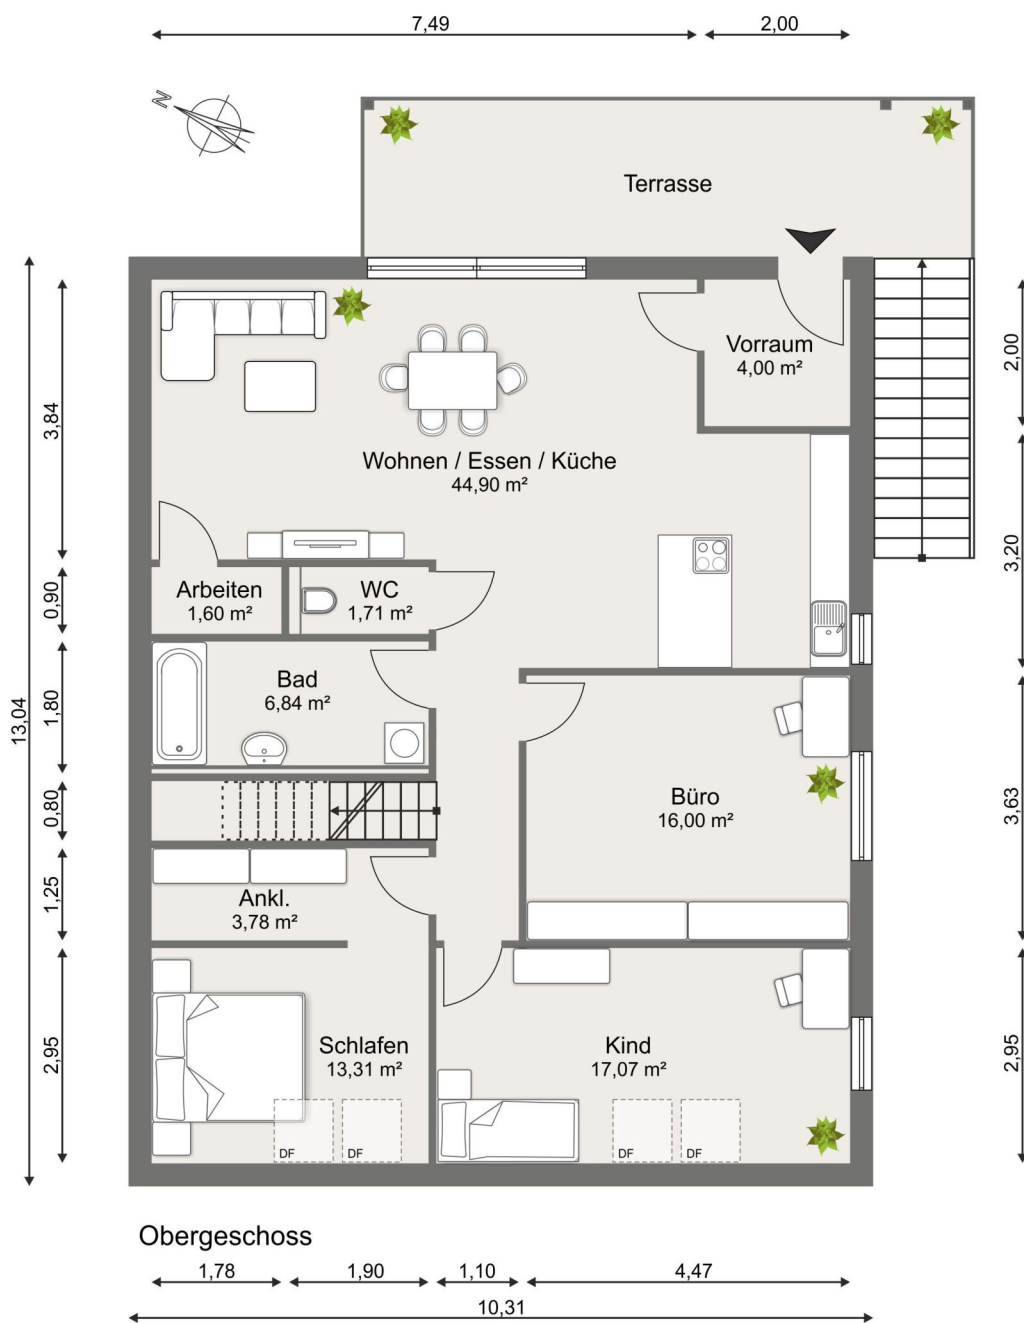 7,49
2,00
N
Terrasse
Vorraum
4,00 m²
2,00
3,84
Wohnen / Essen / Küche
44,90 m²
3,20
0,90
Arbeiten
1,60 m²
WC
1,71 m²
Bad
6,84 m²
1,80
13,04
0,80
Büro
16,00 m²
3,63
1,25
Ankl.
3,78 m²
2,95
Schlafen
13,31 m²
Kind
17,07 m²
2,95
DF
DF
DF
DF
Obergeschoss
1,78
1,90
1,10
4,47
10,31